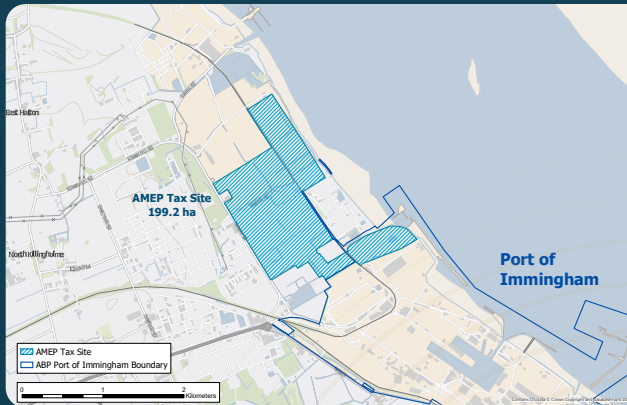 East Halton
AMEP Tax Site
199.2 ha
North Killingholme
Port of
Immingham
AMEP Tax Site
ABP Port of Immingham Boundary
0 1 2
Kilometers